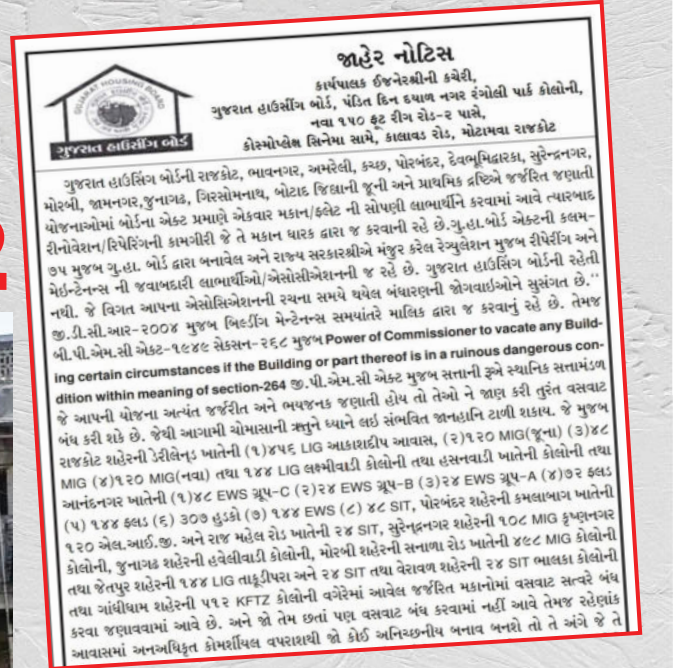 જાહેર નોટિસ
કાર્યપાલક ઈજનેરશ્રીની કચેરી,
ગુજરાત હાઉસીંગ બોર્ડ, પંડિત દિન દયાળ નગર રંગોલી પાર્ક કોલોની,
નવા ૧૫૦ ફૂટ રીંગ રોડ-૨ પાસે,
કોસ્મોપ્લેક્ષ સિનેમા સામે, કાલાવડ રોડ, મોટામવા રાજકોટ
GUJARAT HOUSING BOARD
ગુજરાત હાઉસીંગ બોર્ડ
ગુજરાત હાઉસિંગ બોર્ડની રાજકોટ, ભાવનગર, અમરેલી, કચ્છ, પોરબંદર, દેવભૂમિદ્વારકા, સુરેન્દ્રનગર,
મોરબી, જામનગર,જુનાગઢ, ગિરસોમનાથ, બોટાદ જિલ્લાની જૂની અને પ્રાથમિક દ્રષ્ટિએ જર્જરિત જણાતી
યોજનાઓમાં બોર્ડના એક્ટ પ્રમાણે એકવાર મકાન/ફ્લેટ ની સોપણી લાભાર્થીને કરવામાં આવે ત્યારબાદ
રીનોવેશન/રિપેરિંગની કામગીરી જે તે મકાન ધારક દ્વારા જ કરવાની રહે છે.ગુ.હા.બોર્ડ એક્ટની કલમ-
૭૫ મુજબ ગુ.હા. બોર્ડ દ્વારા બનાવેલ અને રાજ્ય સરકારશ્રીએ મંજુર કરેલ રેગ્યુલેશન મુજબ રીપેરીંગ અને
મેઇન્ટેનન્સ ની જવાબદારી લાભાર્થીઓ/એસોસીએશનની જ રહે છે. ગુજરાત હાઉસિંગ બોર્ડની રહેતી
નથી. જે વિગત આપના એસોસિએશનની રચના સમયે થયેલ બંધારણની જોગવાઇઓને સુસંગત છે.''
જી.ડી.સી.આર-૨૦૦૪ મુજબ બિલ્ડીંગ મેન્ટેનન્સ સમયાંતરે માલિક દ્વારા જ કરવાનું રહે છે. તેમજ
બી.પી.એમ.સી એક્ટ-૧૯૪૯ સેક્સન-૨૬૮ મુજબ Power of Commissioner to vacate any Build-
ing certain circumstances if the Building or part thereof is in a ruinous dangerous con-
dition within meaning of section-264 જી.પી.એમ.સી એક્ટ મુજબ સત્તાની રૂએ સ્થાનિક સત્તામંડળ
જે આપની યોજના અત્યંત જર્જરીત અને ભયજનક જણાતી હોય તો તેઓ ને જાણ કરી તુરંત વસવાટ
બંધ કરી શકે છે. જેથી આગામી ચોમાસાની ઋતુને ધ્યાને લઇ સંભવિત જાનહાનિ ટાળી શકાય. જે મુજબ
રાજકોટ શહેરની ડેરીલેન્ડ ખાતેની (૧)૪૫૬ LIG આકાશદીપ આવાસ, (૨)૧૨૦ MIG(જૂના) (૩)૪૮
MIG (૪)૧૨૦ MIG(નવા) તથા ૧૪૪ LIG લક્ષ્મીવાડી કોલોની તથા હસનવાડી ખાતેની કોલોની તથા
આનંદનગર ખાતેની (૧)૪૮ EWS ગ્રૂપ-C (૨)૨૪ EWS ગ્રૂપ-B (૩)૨૪ EWS ગ્રૂપ-A (૪)૭૨ ફ્લડ
(૫) ૧૪૪ ફ્લડ (૬) ૩૦૭ હુડકો (૭) ૧૪૪ EWS (૮) ૪૮ SIT, પોરબંદર શહેરની કમલાબાગ ખાતેની
૧૨૦ એલ.આઇ.જી. અને રાજ મહેલ રોડ ખાતેની ૨૪ SIT, સુરેન્દ્રનગર શહેરની ૧૦૮ MIG કૃષ્ણનગર
કોલોની, જુનાગઢ શહેરની હવેલીવાડી કોલોની, મોરબી શહેરની સનાળા રોડ ખાતેની ૪૯૮ MIG કોલોની
તથા જેતપુર શહેરની ૧૪૪ LIG તાકુડીપરા અને ૨૪ SIT તથા વેરાવળ શહેરની ૨૪ SIT ભાલકા કોલોની
તથા ગાંધીધામ શહેરની ૫૧૨ KFTZ કોલોની વગેરેમાં આવેલ જર્જરિત મકાનોમાં વસવાટ સત્વરે બંધ
કરવા જણાવવામાં આવે છે. અને જો તેમ છતાં પણ વસવાટ બંધ કરવામાં નહીં આવે તેમજ રહેણાંક
આવાસમાં અનઅધિકૃત કોમર્શીયલ વપરાશથી જો કોઈ અનિચ્છનીય બનાવ બનશે તો તે અંગે જે તે